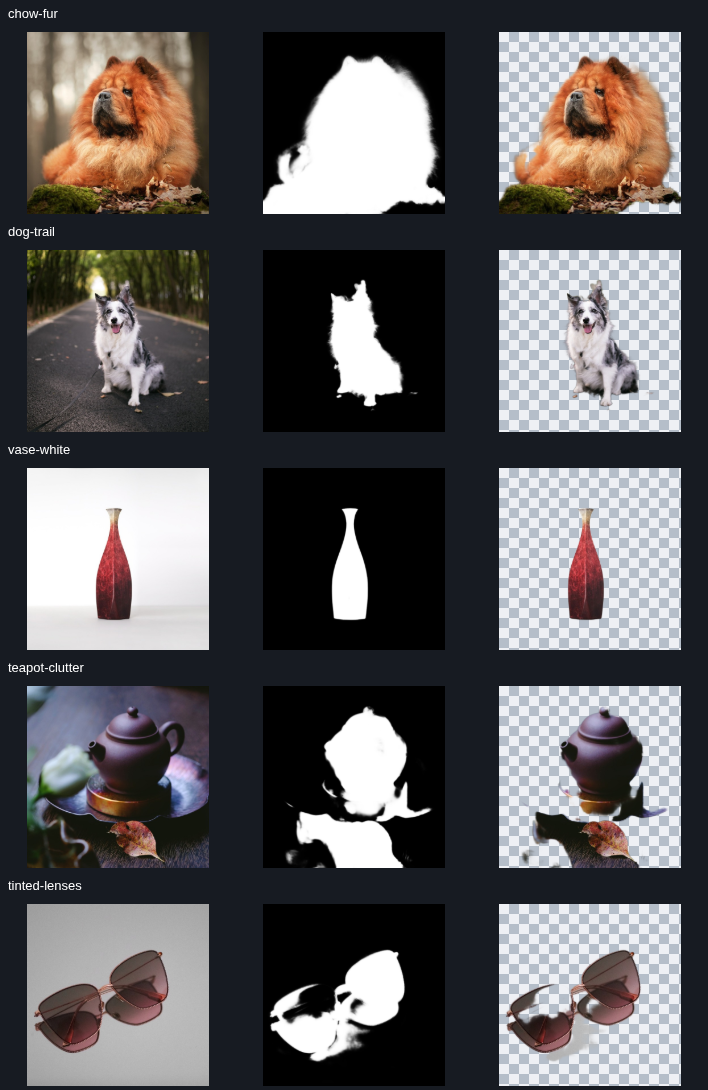 chow-fur
dog-trail
vase-white
teapot-clutter
tinted-lenses